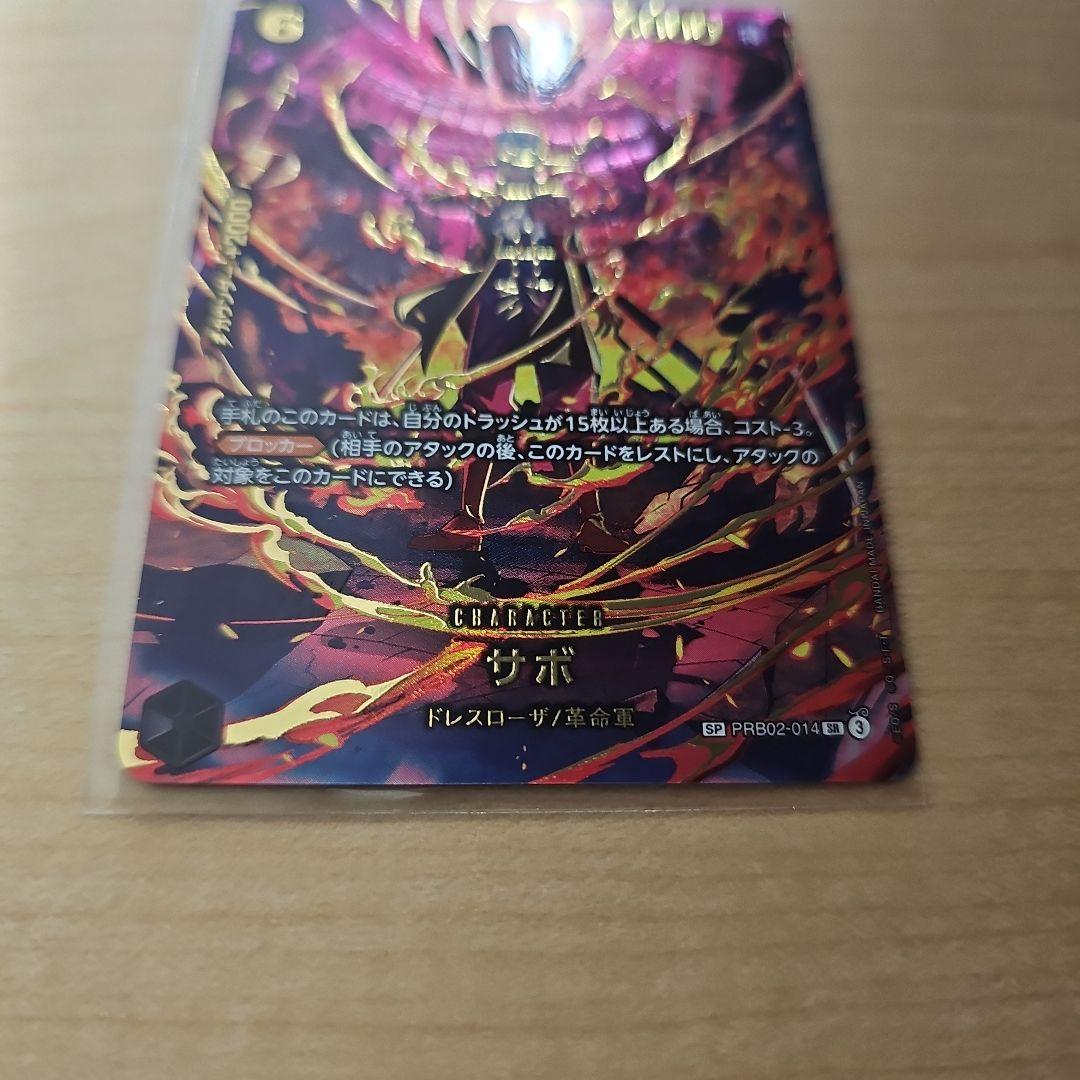 手札のこのカードは、自分のトラッシュが15枚以上ある場合、コスト-3。
ブロッカー (相手のアタックの後、このカードをレストにし、アタックの
対象をこのカードにできる)
CHARACTER
サボ
ドレスローザ/革命軍
SP PRB02-014 SR 3
BANDAI MADE IN JAPAN